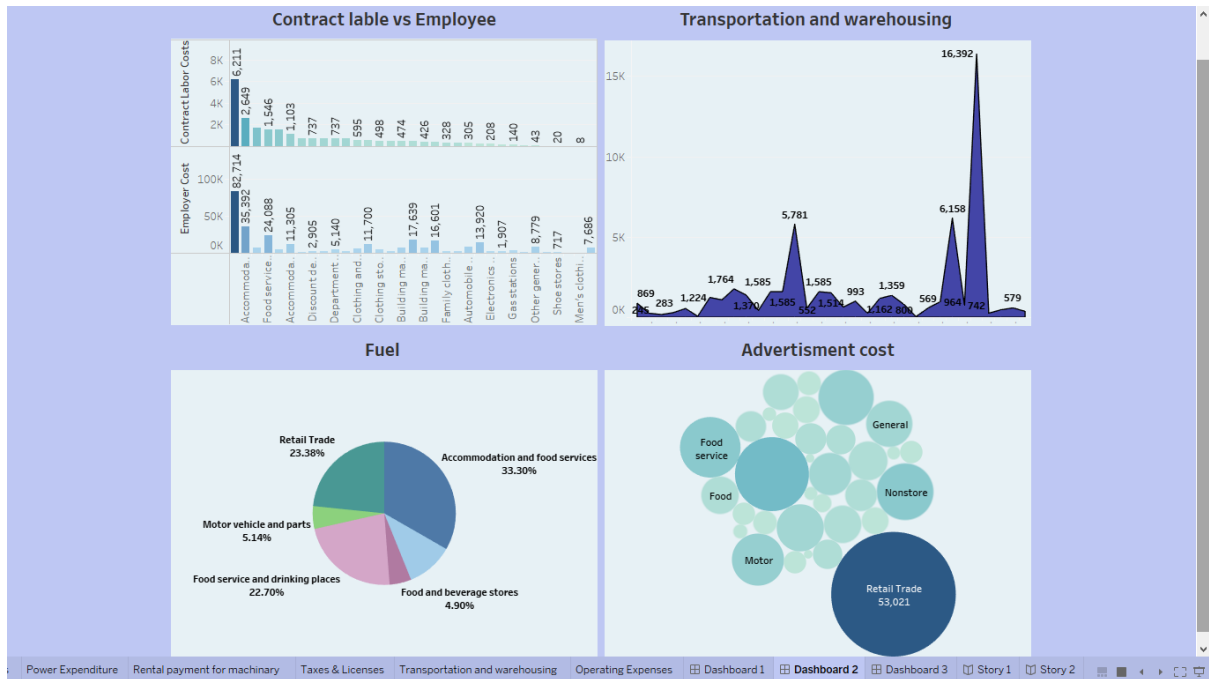 Contract lable vs Employee
Contract Labor Costs
8K
6K
4K
2K
6,211
2,649
1,546
1,103
737
737
595
498
474
426
328
305
208
140
43
20
8
Employer Cost
100K
50K
0K
82,714
35,392
24,088
11,305
2,905
5,140
11,700
17,639
16,601
13,920
1,907
8,779
717
7,686
Accommoda..
Food service..
Accommoda..
Discount de..
Department ..
Clothing and..
Clothing sto..
Building ma..
Building ma..
Family cloth..
Automobile ..
Electronics ..
Gas stations
Other gener..
Shoe stores
Men's clothi..
Transportation and warehousing
15K
10K
5K
0K
869
245
283
1,224
1,764
1,370
1,585
1,585
5,781
552
1,585
1,514
993
1,162
1,359
800
569
6,158
964
16,392
742
579
Fuel
Retail Trade
23.38%
Accommodation and food services
33.30%
Motor vehicle and parts
5.14%
Food service and drinking places
22.70%
Food and beverage stores
4.90%
Advertisment cost
General
Food
service
Food
Nonstore
Motor
Retail Trade
53,021
Power Expenditure
Rental payment for machinary
Taxes & Licenses
Transportation and warehousing
Operating Expenses
Dashboard 1
Dashboard 2
Dashboard 3
Story 1
Story 2